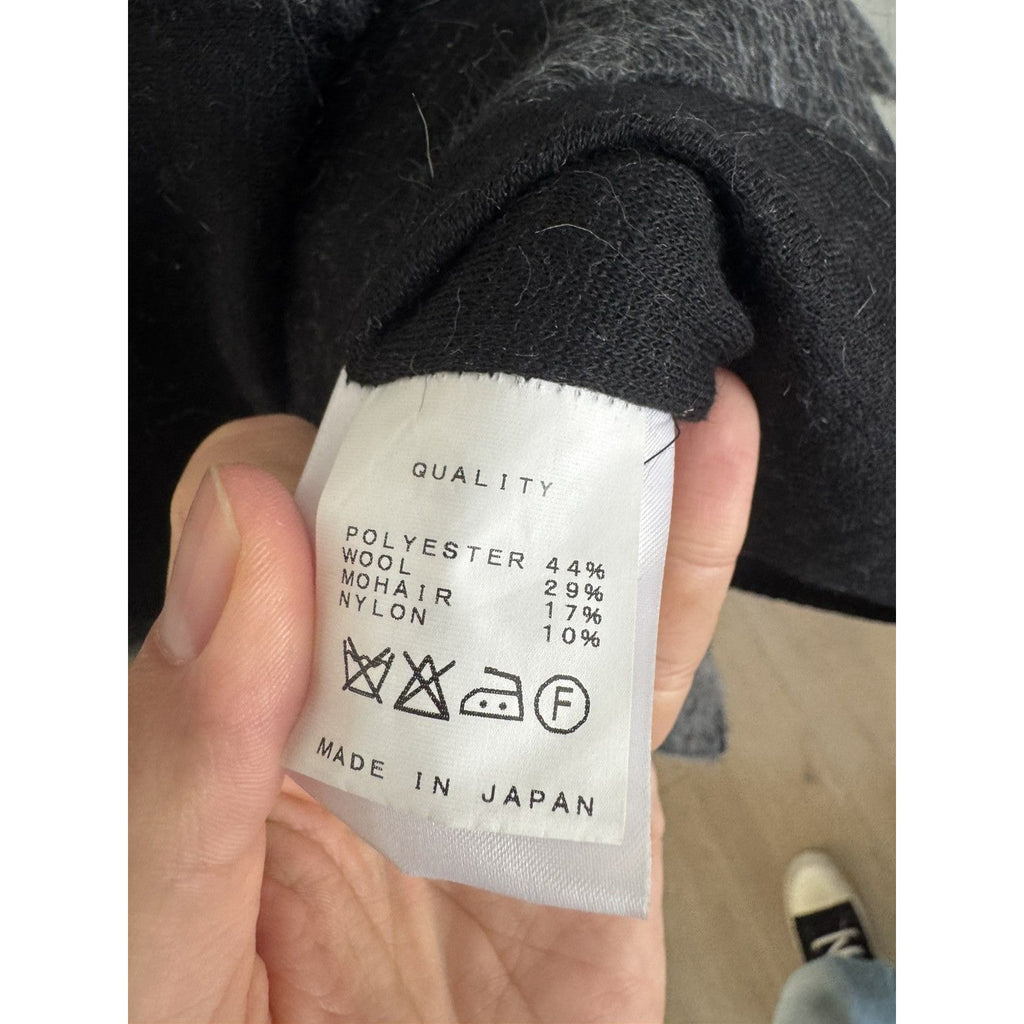 QUALITY
POLYESTER 44%
WOOL 29%
MOHAIR 17%
NYLON 10%
F
MADE IN JAPAN